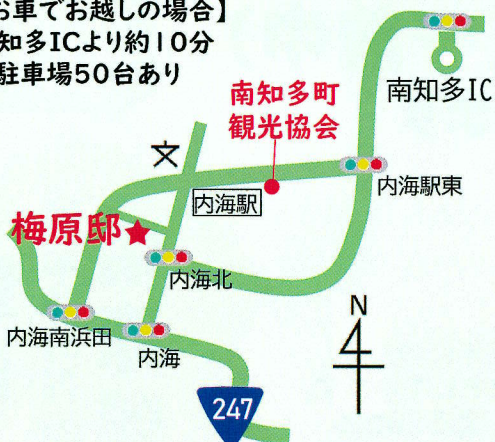 お車でお越しの場合】
知多ICより約10分
駐車場50台あり
南知多IC
南知多町
観光協会
文
内海駅
内海駅東
梅原邸
内海北
内海南浜田
内海
N
247